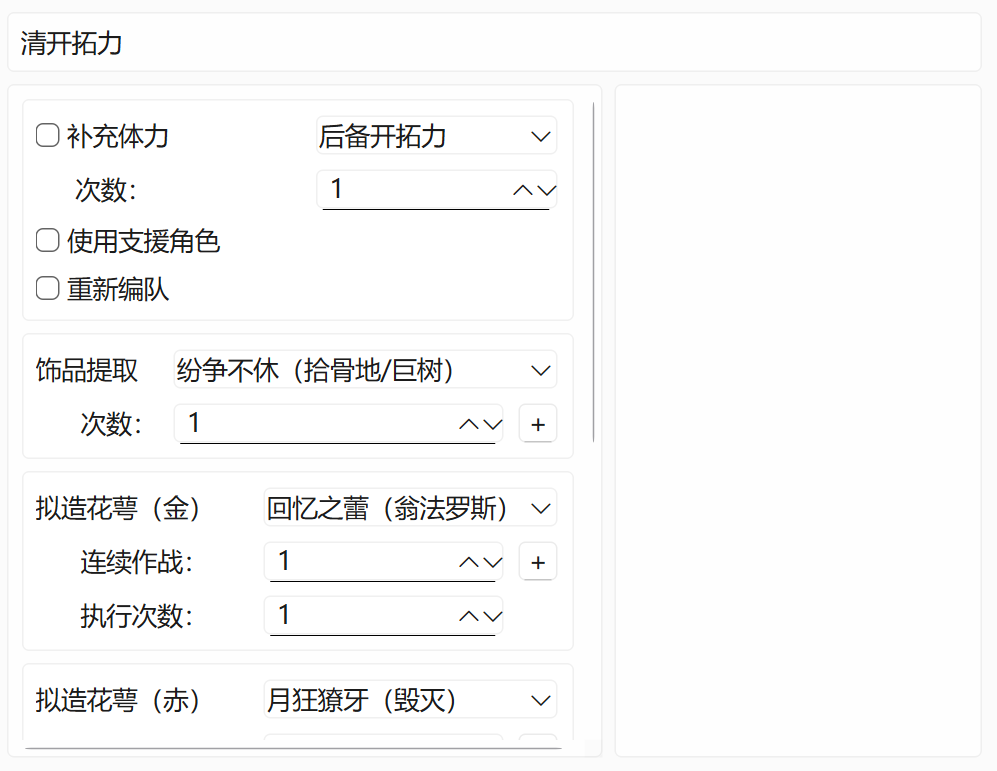 清开拓力
补充体力 后备开拓力
次数： 1
使用支援角色
重新编队
饰品提取 纷争不休（拾骨地/巨树）
次数： 1 +
拟造花萼（金） 回忆之蕾（翁法罗斯）
连续作战： 1 +
执行次数： 1
拟造花萼（赤） 月狂獠牙（毁灭）